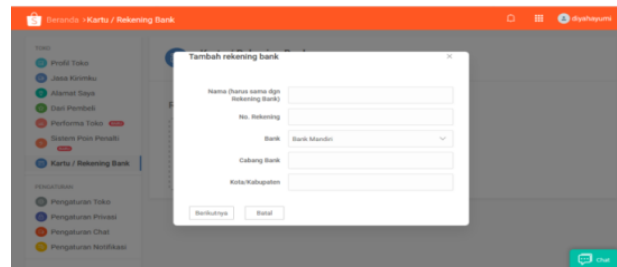 Beranda > Kartu / Rekening Bank
diyahayumi
TOKO
Profil Toko
Jasa Kirimku
Alamat Saya
Dari Pembeli
Performa Toko
Sistem Poin Penalti
Kartu / Rekening Bank
PENGATURAN
Pengaturan Toko
Pengaturan Privasi
Pengaturan Chat
Pengaturan Notifikasi
Tambah rekening bank
Nama (harus sama dgn
Rekening Bank)
No. Rekening
Bank
Bank Mandiri
Cabang Bank
Kota/Kabupaten
Berikutnya
Batal
Chat